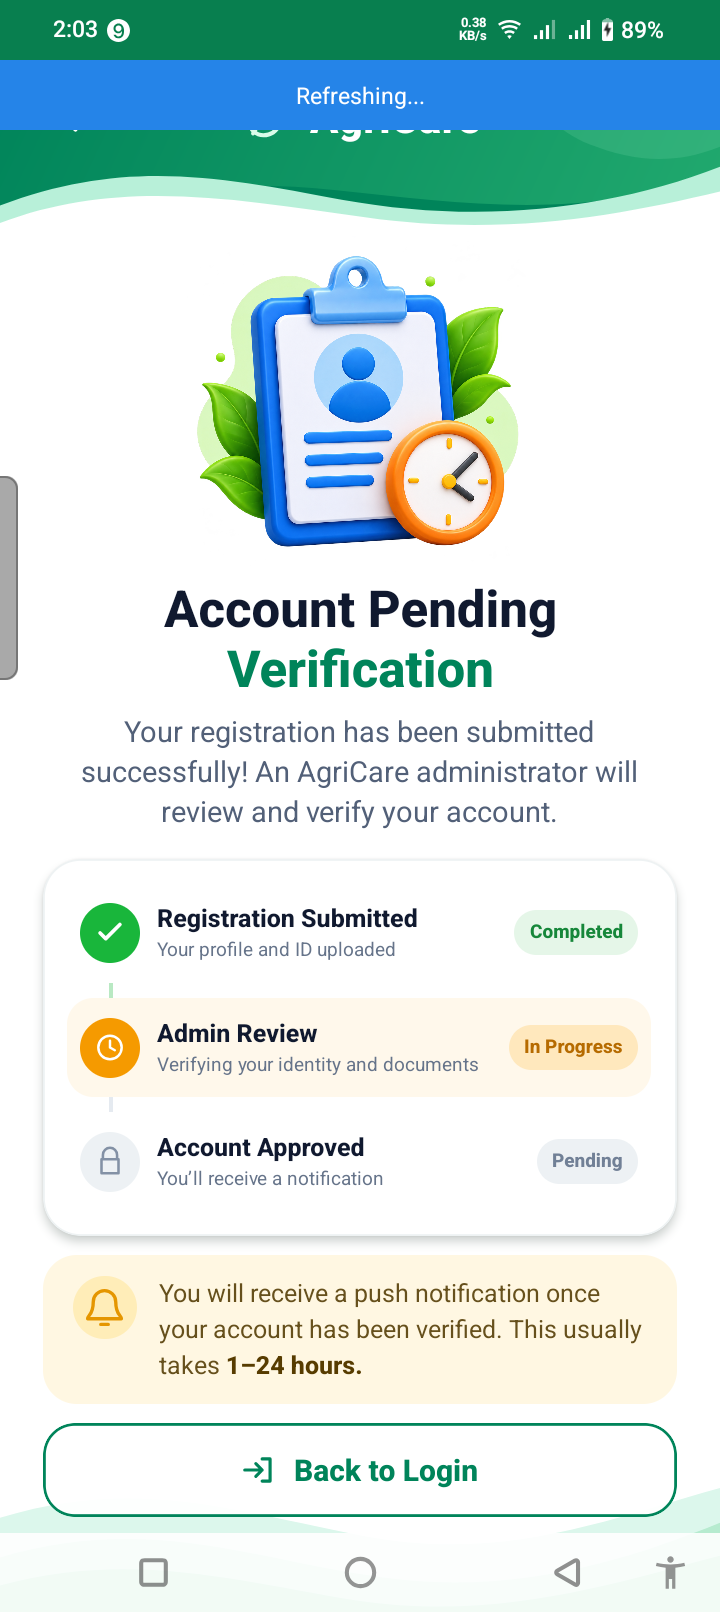 2:03 9 0.38 KB/s 89%
Refreshing...
AgriCare
Account Pending
Verification
Your registration has been submitted
successfully! An AgriCare administrator will
review and verify your account.
Registration Submitted
Your profile and ID uploaded
Completed
Admin Review
Verifying your identity and documents
In Progress
Account Approved
You’ll receive a notification
Pending
You will receive a push notification once
your account has been verified. This usually
takes 1–24 hours.
Back to Login